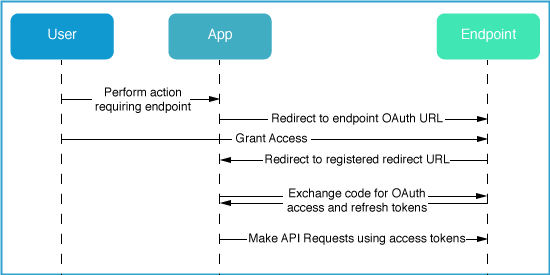 User
App
Endpoint
Perform action
requiring endpoint
Redirect to endpoint OAuth URL
Grant Access
Redirect to registered redirect URL
Exchange code for OAuth
access and refresh tokens
Make API Requests using access tokens